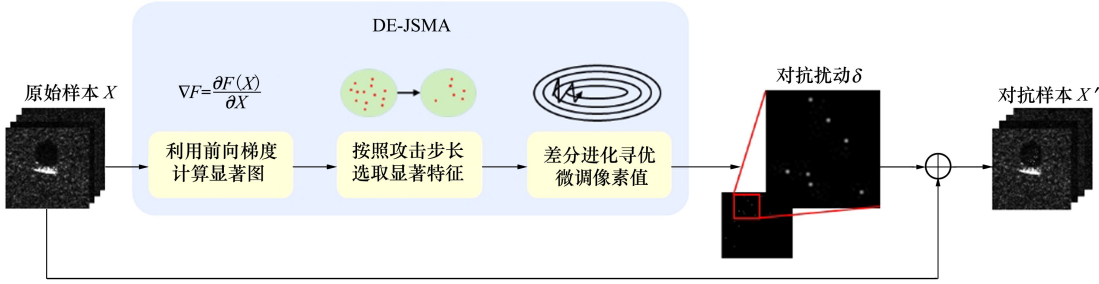 DE-JSMA
原始样本 X
∇F=∂F(X)/∂X
利用前向梯度
计算显著图
按照攻击步长
选取显著特征
差分进化寻优
微调像素值
对抗扰动δ
对抗样本 X′